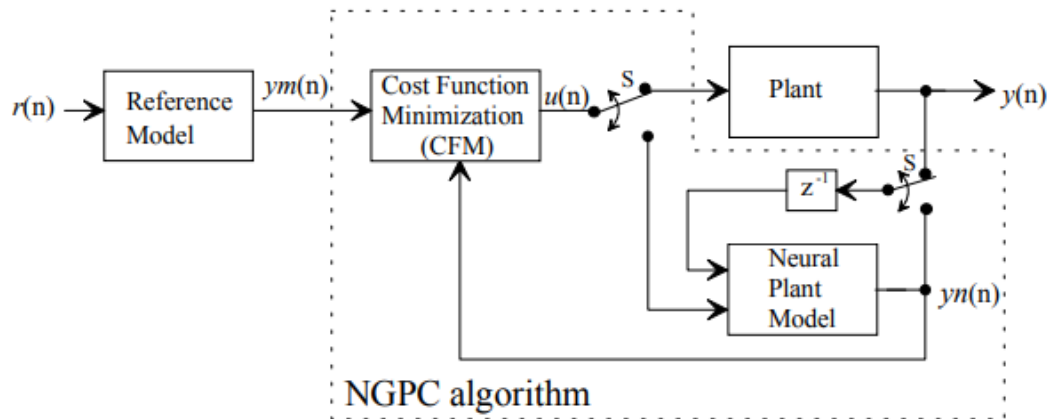 r(n)
Reference
Model
ym(n)
Cost Function
Minimization
(CFM)
u(n)
S
Plant
y(n)
S
z⁻¹
Neural
Plant
Model
yn(n)
NGPC algorithm